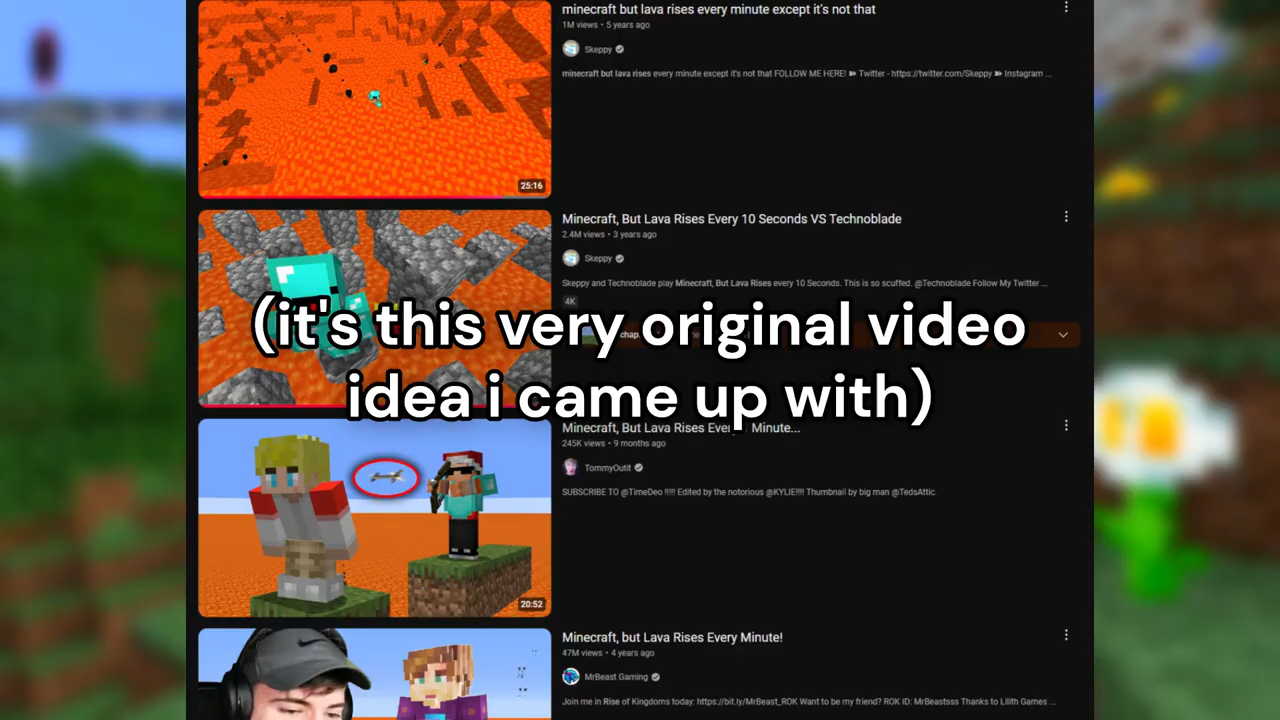 minecraft but lava rises every minute except it's not that
1M views • 5 years ago
Skeppy
minecraft but lava rises every minute except it's not that FOLLOW ME HERE! ➽ Twitter - https://twitter.com/Skeppy ➽ Instagram ...
25:16
Minecraft, But Lava Rises Every 10 Seconds VS Technoblade
2.4M views • 3 years ago
Skeppy
Skeppy and Technoblade play Minecraft, But Lava Rises every 10 Seconds. This is so scuffed. @Technoblade Follow My Twitter ...
4K
(it's this very original video
idea i came up with)
Minecraft, But Lava Rises Every Minute...
245K views • 9 months ago
TommyOutit
SUBSCRIBE TO @TimeDeo !!!!! Edited by the notorious @KYLIE!!!! Thumbnail by big man @TedsAttic.
20:52
Minecraft, but Lava Rises Every Minute!
47M views • 4 years ago
MrBeast Gaming
Join me in Rise of Kingdoms today: https://bit.ly/MrBeast_ROK Want to be my friend? ROK ID: MrBeastsss Thanks to Lilith Games ...